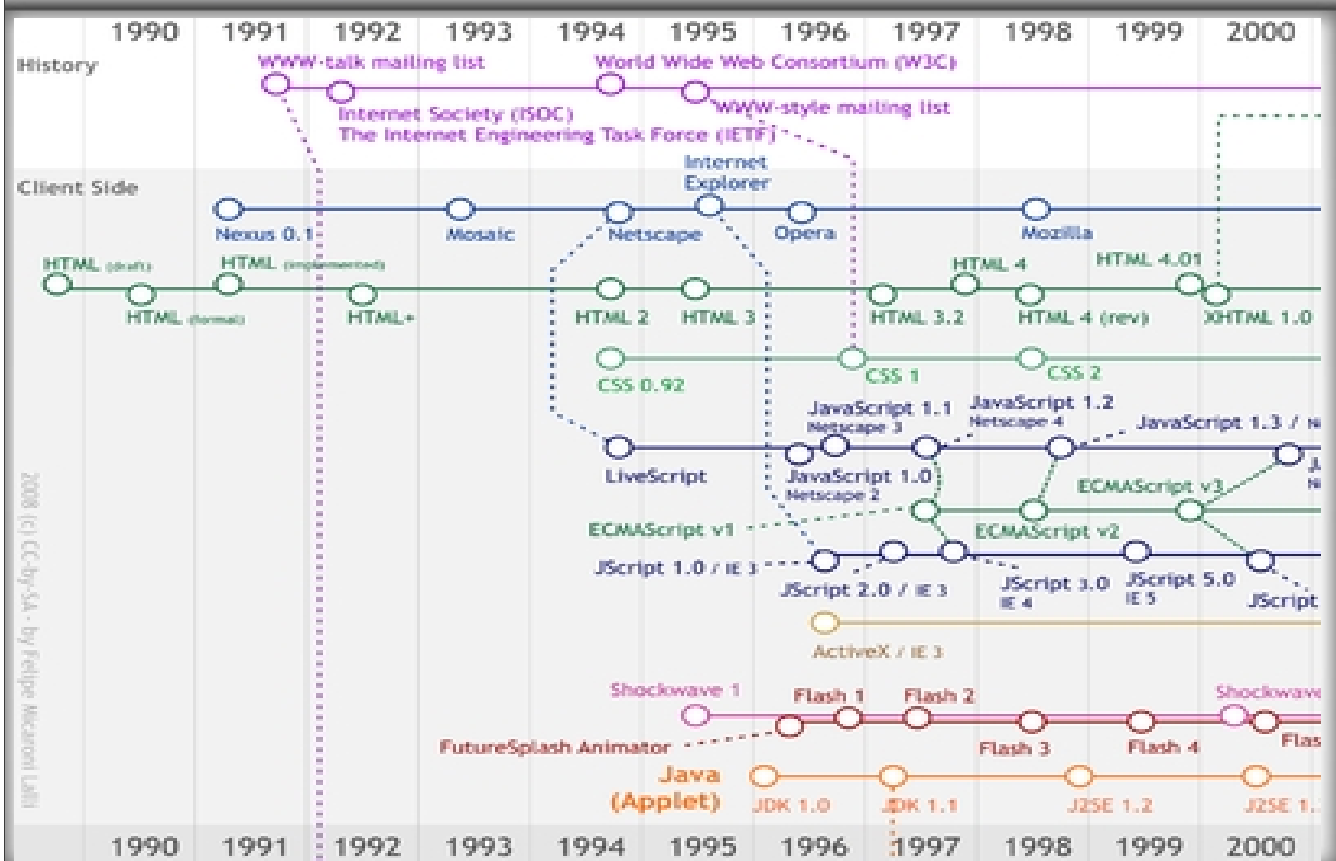 1990 1991 1992 1993 1994 1995 1996 1997 1998 1999 2000
History
WWW-talk mailing list
World Wide Web Consortium (W3C)
Internet Society (ISOC)
The Internet Engineering Task Force (IETF)
WWW-style mailing list
Client Side
Internet
Explorer
Nexus 0.1
Mosaic
Netscape
Opera
Mozilla
HTML (draft)
HTML (implemented)
HTML 4
HTML 4.01
HTML (formal)
HTML+
HTML 2
HTML 3
HTML 3.2
HTML 4 (rev)
XHTML 1.0
CSS 0.92
CSS 1
CSS 2
JavaScript 1.1
Netscape 3
JavaScript 1.2
Netscape 4
JavaScript 1.3 / N
LiveScript
JavaScript 1.0
Netscape 2
ECMAScript v3
ECMAScript v1
ECMAScript v2
JScript 1.0 / IE 3
JScript 2.0 / IE 3
JScript 3.0
IE 4
JScript 5.0
IE 5
JScript
ActiveX / IE 3
Shockwave 1
Flash 1
Flash 2
Shockwave
FutureSplash Animator
Flash 3
Flash 4
Flas
Java
(Applet)
JDK 1.0
JDK 1.1
J2SE 1.2
J2SE 1.
2008 (c) CC-by-SA - by Felipe Micaroni Lalli
1990 1991 1992 1993 1994 1995 1996 1997 1998 1999 2000